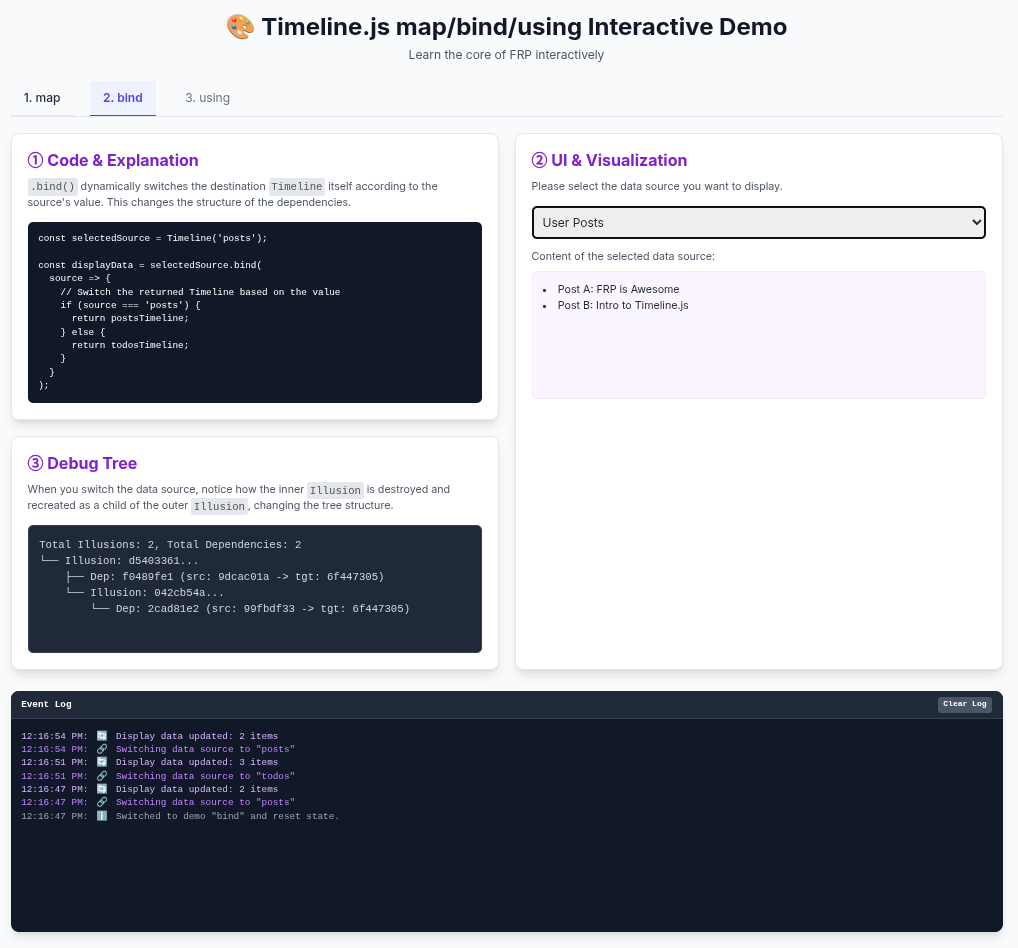 🎨 Timeline.js map/bind/using Interactive Demo
Learn the core of FRP interactively
1. map 2. bind 3. using
① Code & Explanation
.bind() dynamically switches the destination Timeline itself according to the
source's value. This changes the structure of the dependencies.
const selectedSource = Timeline('posts');
const displayData = selectedSource.bind(
  source => {
    // Switch the returned Timeline based on the value
    if (source === 'posts') {
      return postsTimeline;
    } else {
      return todosTimeline;
    }
  }
);
② UI & Visualization
Please select the data source you want to display.
User Posts
Content of the selected data source:
• Post A: FRP is Awesome
• Post B: Intro to Timeline.js
③ Debug Tree
When you switch the data source, notice how the inner Illusion is destroyed and
recreated as a child of the outer Illusion, changing the tree structure.
Total Illusions: 2, Total Dependencies: 2
└── Illusion: d5403361...
    ├── Dep: f0489fe1 (src: 9dcac01a -> tgt: 6f447305)
    └── Illusion: 042cb54a...
        └── Dep: 2cad81e2 (src: 99fbdf33 -> tgt: 6f447305)
Event Log
Clear Log
12:16:54 PM: 🔄 Display data updated: 2 items
12:16:54 PM: 🔗 Switching data source to "posts"
12:16:51 PM: 🔄 Display data updated: 3 items
12:16:51 PM: 🔗 Switching data source to "todos"
12:16:47 PM: 🔄 Display data updated: 2 items
12:16:47 PM: 🔗 Switching data source to "posts"
12:16:47 PM: ℹ️ Switched to demo "bind" and reset state.